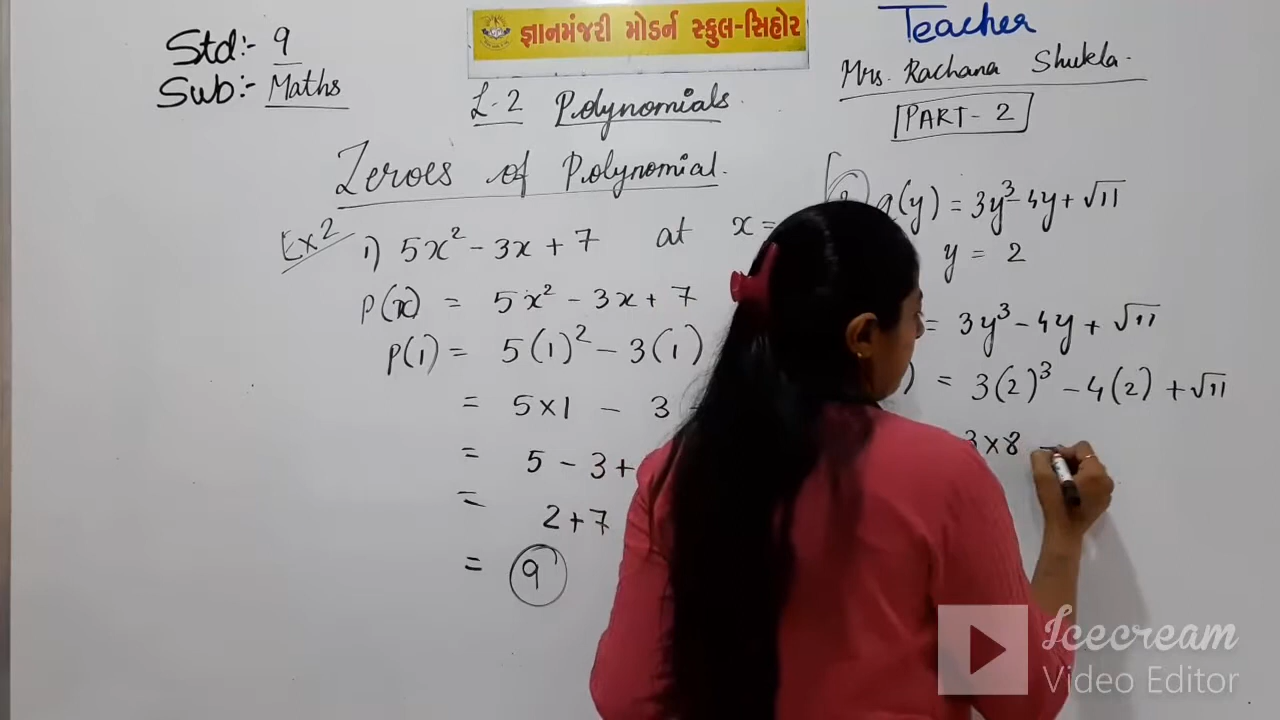 Std:- 9
Sub:- Maths
જ્ઞાનમંજરી મોડર્ન સ્કુલ-સિહોર
Teacher
Mrs. Rachana Shukla.
L-2 Polynomials.
PART-2
Zeroes of Polynomial.
Ex 2
1) 5x² - 3x + 7 at x =
P(x) = 5x² - 3x + 7
P(1) = 5(1)² - 3(1)
= 5×1 - 3
= 5 - 3 +
= 2+7
= 9
q(y) = 3y³-4y+√11
y = 2
= 3y³-4y+√11
) = 3(2)³ - 4(2) +√11
3×8 -
Icecream
Video Editor